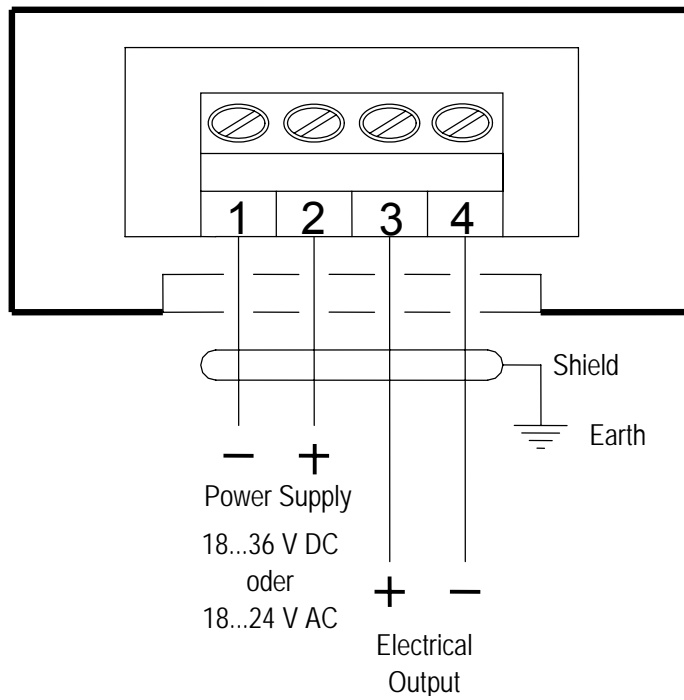 1 2 3 4
Shield
Earth
− +
Power Supply
18...36 V DC
oder
18...24 V AC
+ −
Electrical
Output